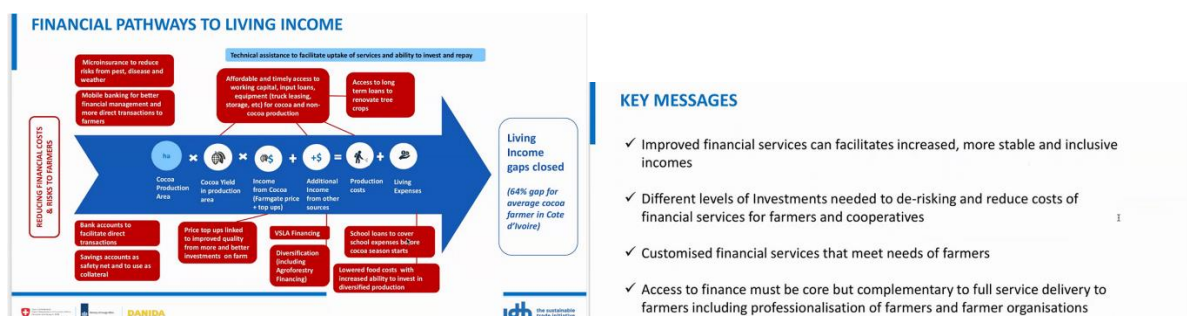 FINANCIAL PATHWAYS TO LIVING INCOME
Technical assistance to facilitate uptake of services and ability to invest and repay
Microinsurance to reduce
risks from pest, disease and
weather
Mobile banking for better
financial management and
more direct transactions to
farmers
Affordable and timely access to
working capital, input loans,
equipment (truck leasing,
storage, etc) for cocoa and non-
cocoa production
Access to long
term loans to
renovate tree
crops
REDUCING FINANCIAL COSTS
& RISKS TO FARMERS
ha × × $ + +$ = +
Cocoa
Production
Area
Cocoa Yield
in production
area
Income
from Cocoa
(Farmgate price
+ top ups)
Additional
Income
from other
sources
Production
costs
Living
Expenses
Living
Income
gaps closed
(64% gap for
average cocoa
farmer in Cote
d'Ivoire)
Bank accounts to
facilitate direct
transactions
Savings accounts as
safety net and to use as
collateral
Price top ups linked
to improved quality
from more and better
investments on farm
VSLA Financing
Diversification
(including
Agroforestry
Financing)
School loans to cover
school expenses before
cocoa season starts
Lowered food costs with
increased ability to invest in
diversified production
DANIDA
idh the sustainable
trade initiative
KEY MESSAGES
✓ Improved financial services can facilitates increased, more stable and inclusive
incomes
✓ Different levels of Investments needed to de-risking and reduce costs of
financial services for farmers and cooperatives
✓ Customised financial services that meet needs of farmers
✓ Access to finance must be core but complementary to full service delivery to
farmers including professionalisation of farmers and farmer organisations